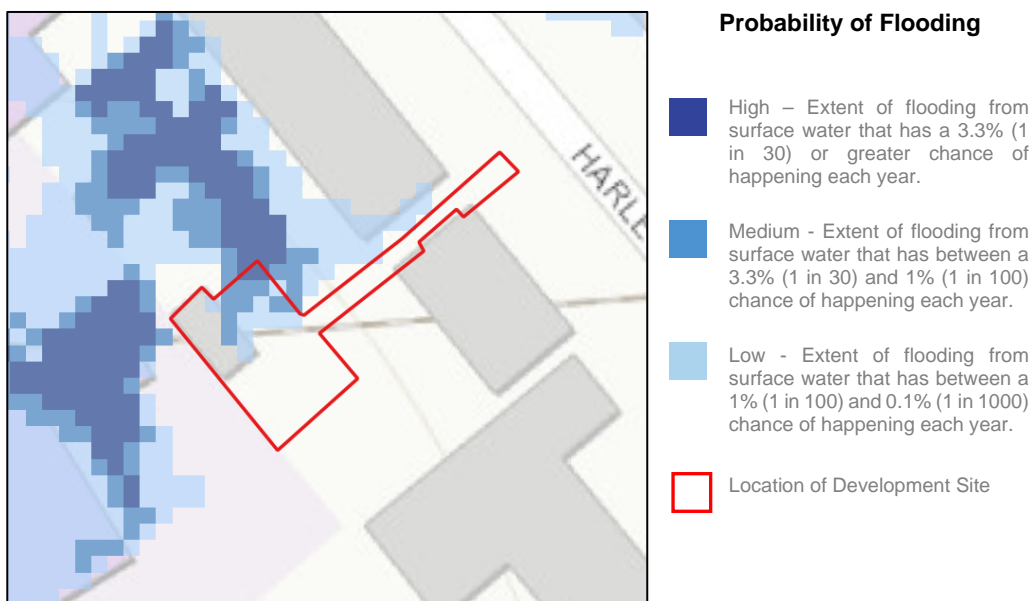 Probability of Flooding
High – Extent of flooding from
surface water that has a 3.3% (1
in 30) or greater chance of
happening each year.
HARLE
Medium - Extent of flooding from
surface water that has between a
3.3% (1 in 30) and 1% (1 in 100)
chance of happening each year.
Low - Extent of flooding from
surface water that has between a
1% (1 in 100) and 0.1% (1 in 1000)
chance of happening each year.
Location of Development Site